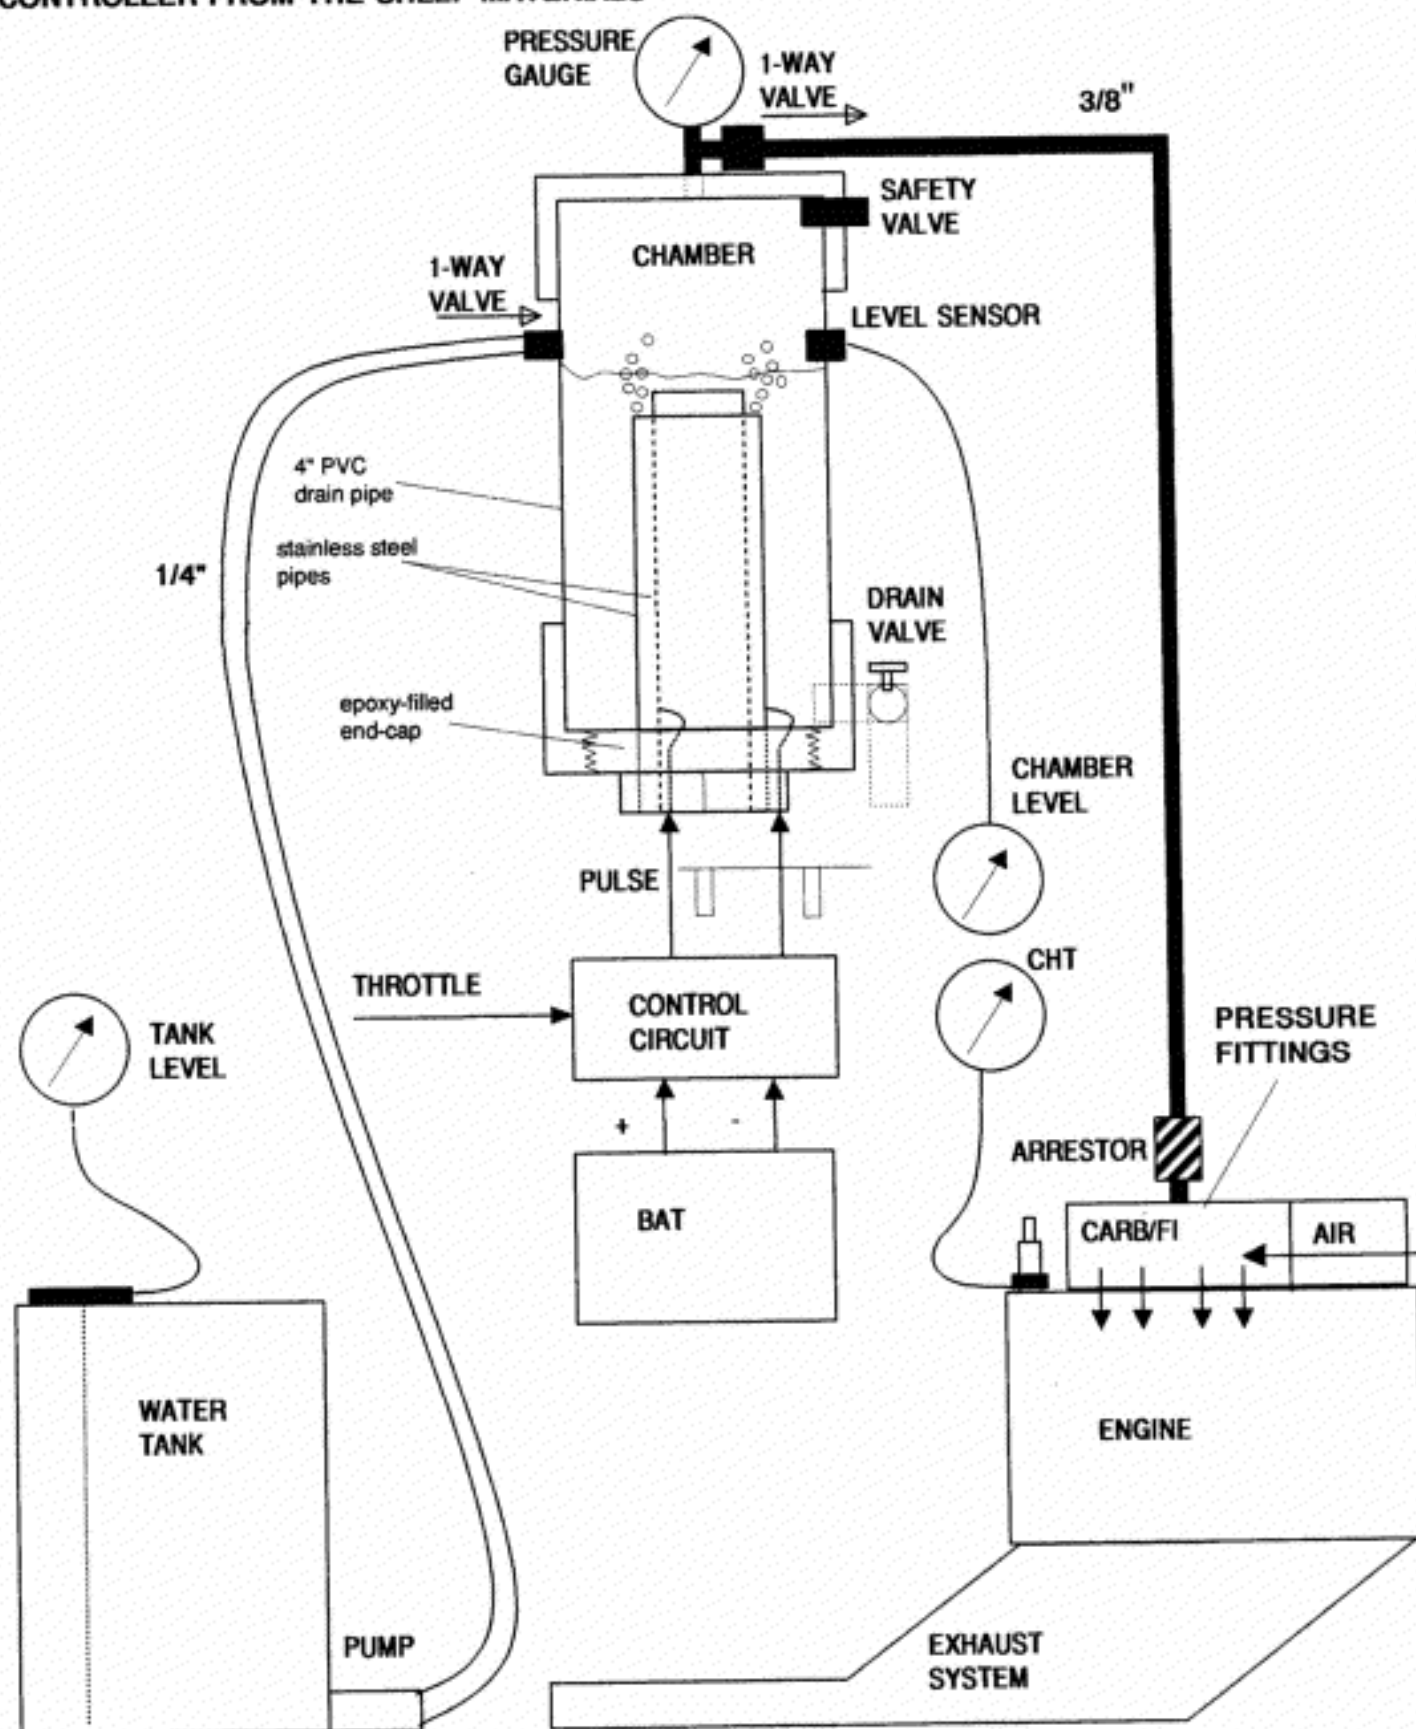 PRESSURE
GAUGE
1-WAY
VALVE
3/8"
SAFETY
VALVE
CHAMBER
1-WAY
VALVE
LEVEL SENSOR
4" PVC
drain pipe
stainless steel
pipes
1/4"
DRAIN
VALVE
epoxy-filled
end-cap
CHAMBER
LEVEL
PULSE
CHT
THROTTLE
CONTROL
CIRCUIT
PRESSURE
FITTINGS
TANK
LEVEL
+
-
ARRESTOR
BAT
CARB/FI
AIR
WATER
TANK
ENGINE
PUMP
EXHAUST
SYSTEM